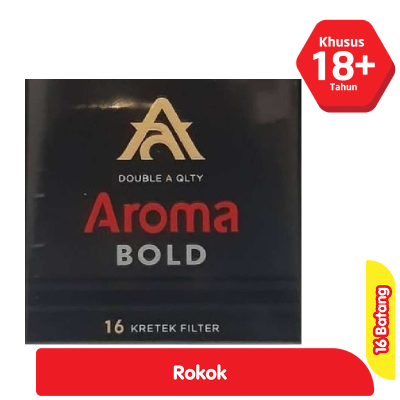 Khusus
18+
Tahun
DOUBLE A QLTY
Aroma
BOLD
16 KRETEK FILTER
16 Batang
Rokok